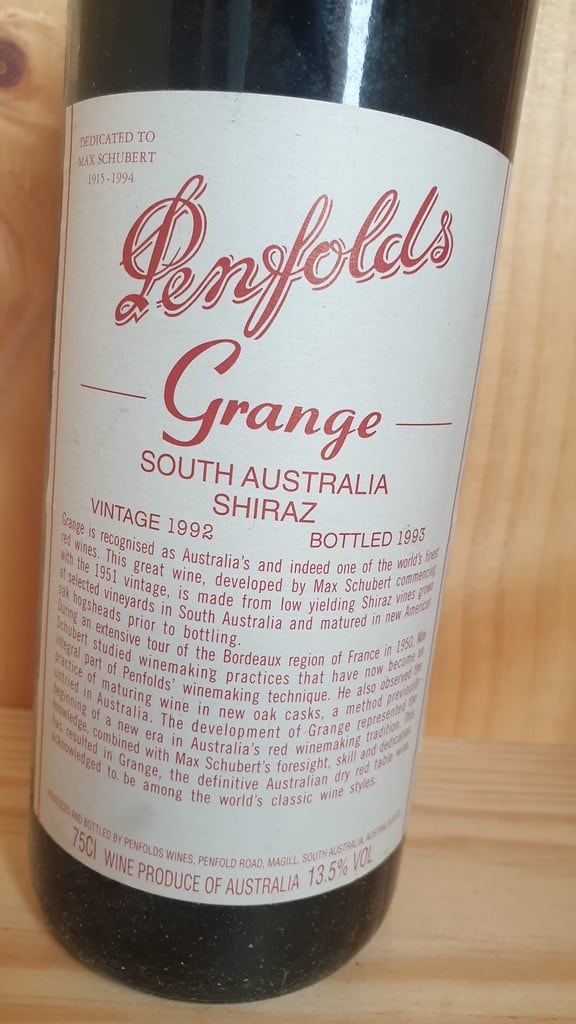 DEDICATED TO
MAX SCHUBERT
1915-1994
Penfolds
Grange
SOUTH AUSTRALIA
SHIRAZ
VINTAGE 1992 BOTTLED 1993
Grange is recognised as Australia's and indeed one of the world's finest
red wines. This great wine, developed by Max Schubert commencing
with the 1951 vintage, is made from low yielding Shiraz vines grown
at selected vineyards in South Australia and matured in new American
oak hogsheads prior to bottling.
During an extensive tour of the Bordeaux region of France in 1950, Max
Schubert studied winemaking practices that have now become an
integral part of Penfolds' winemaking technique. He also observed the
practice of maturing wine in new oak casks, a method previously
untried in Australia. The development of Grange represented the
beginning of a new era in Australia's red winemaking tradition. This
knowledge, combined with Max Schubert's foresight, skill and dedication,
has resulted in Grange, the definitive Australian dry red table wine,
acknowledged to be among the world's classic wine styles.
PRODUCED AND BOTTLED BY PENFOLDS WINES, PENFOLD ROAD, MAGILL, SOUTH AUSTRALIA, AUSTRALIA
75Cl WINE PRODUCE OF AUSTRALIA 13.5% VOL